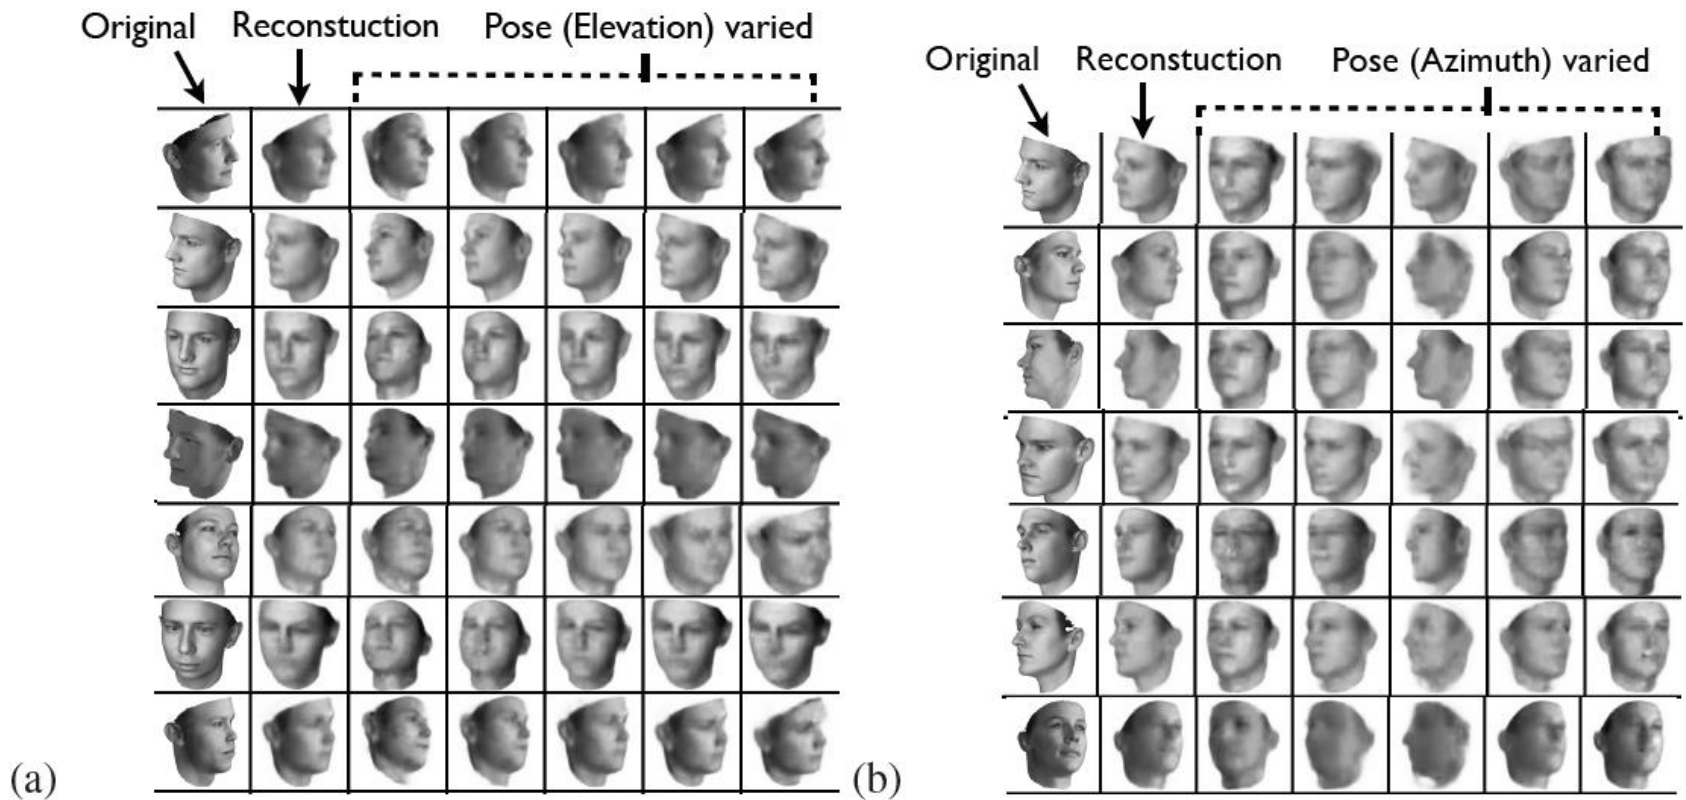 Original Reconstuction Pose (Elevation) varied
Original Reconstuction Pose (Azimuth) varied
(a)
(b)